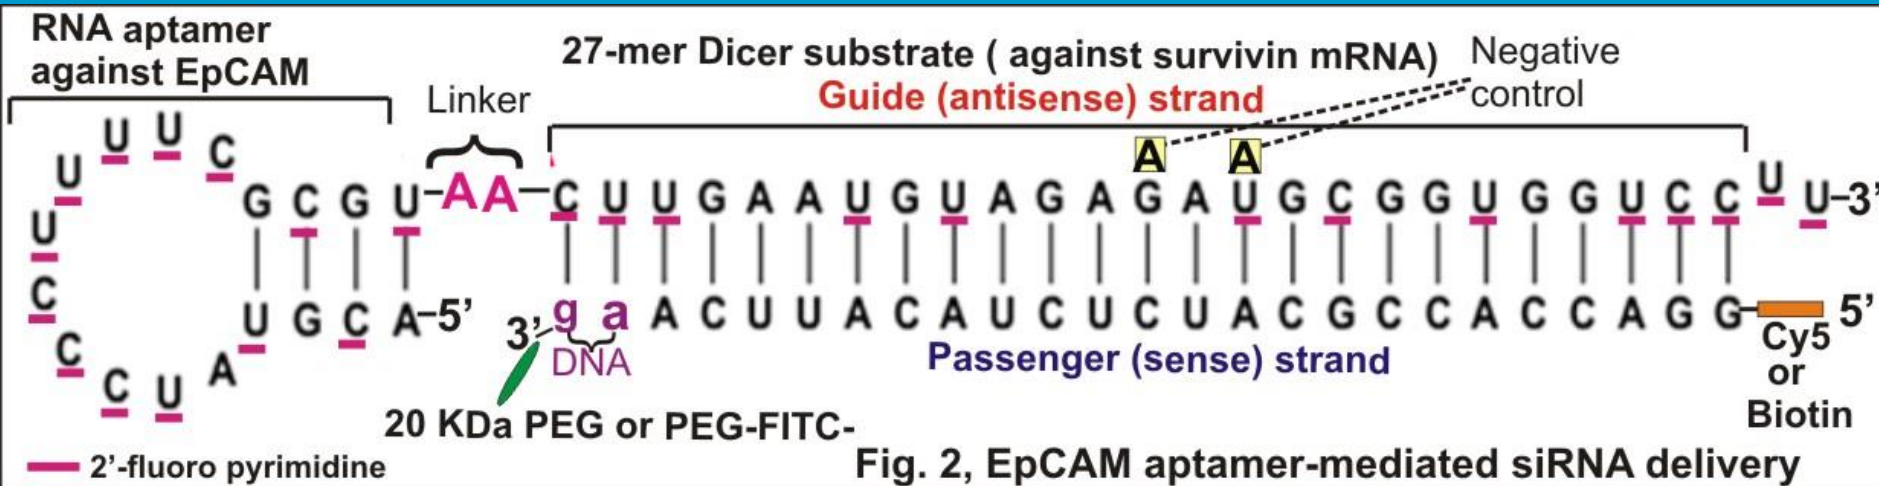 RNA aptamer
against EpCAM
27-mer Dicer substrate ( against survivin mRNA)
Negative
control
Guide (antisense) strand
Linker
A A
U U U C
G C G U-AA-C U U G A A U G U A G A G A U G C G G U G G U C C U U-3'
U
C
C C U A
U G C A-5'
3' g a A C U U A C A U C U C U A C G C C A C C A G G 5'
DNA
Passenger (sense) strand
Cy5
or
Biotin
20 KDa PEG or PEG-FITC-
2'-fluoro pyrimidine
Fig. 2, EpCAM aptamer-mediated siRNA delivery